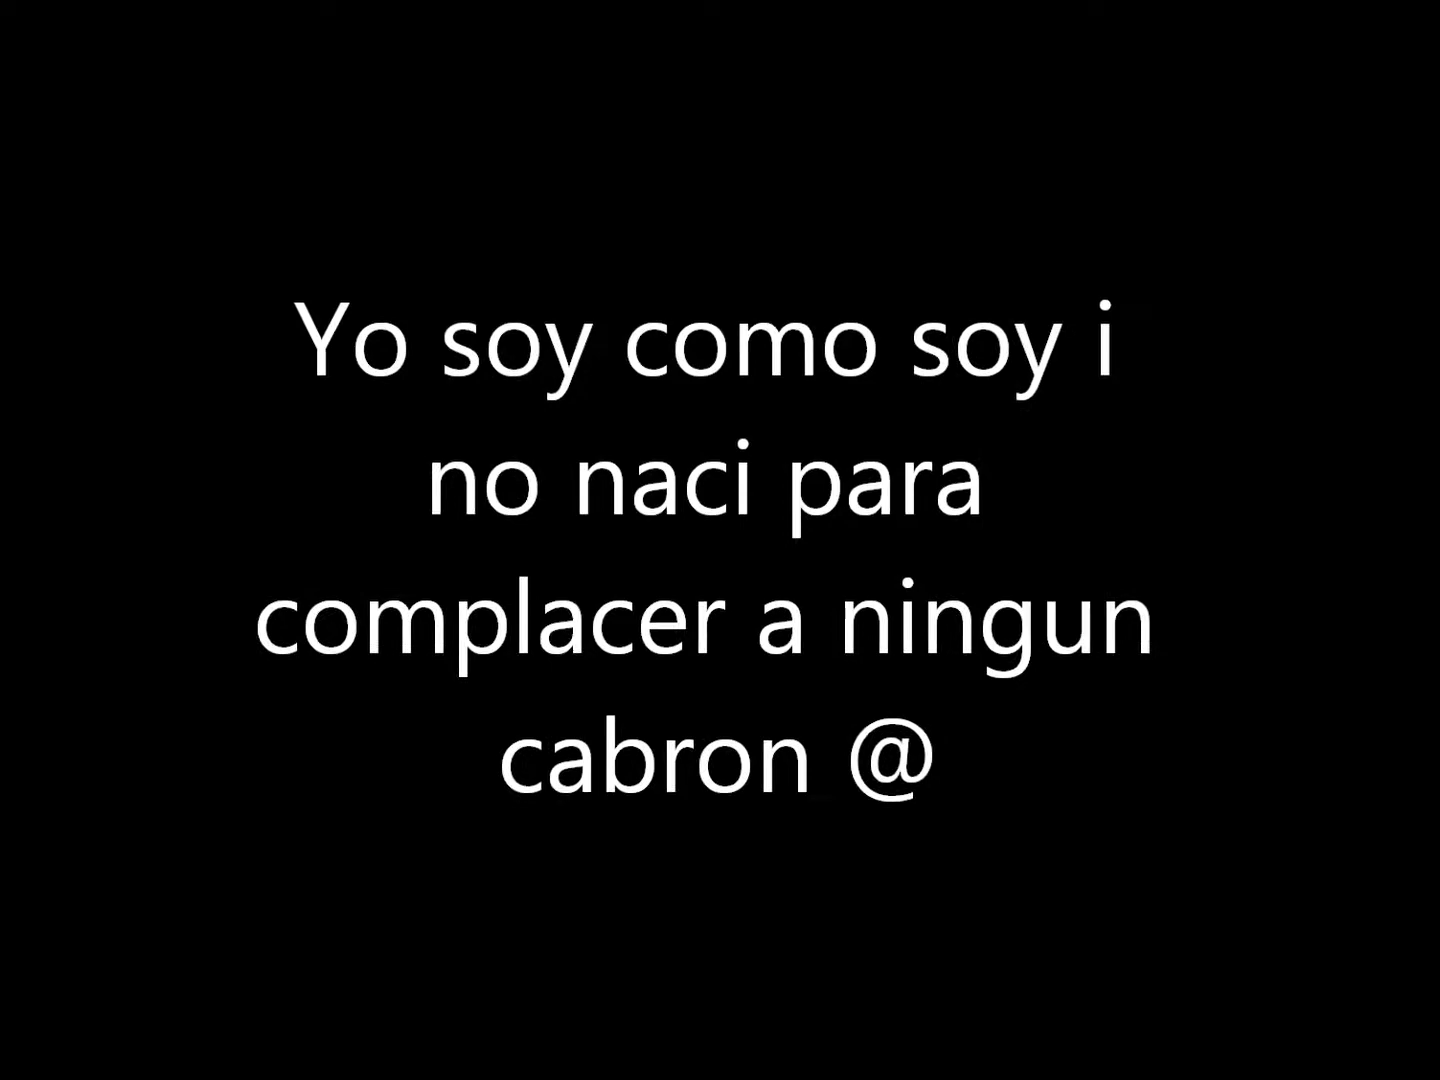 Yo soy como soy i
no naci para
complacer a ningun
cabron @